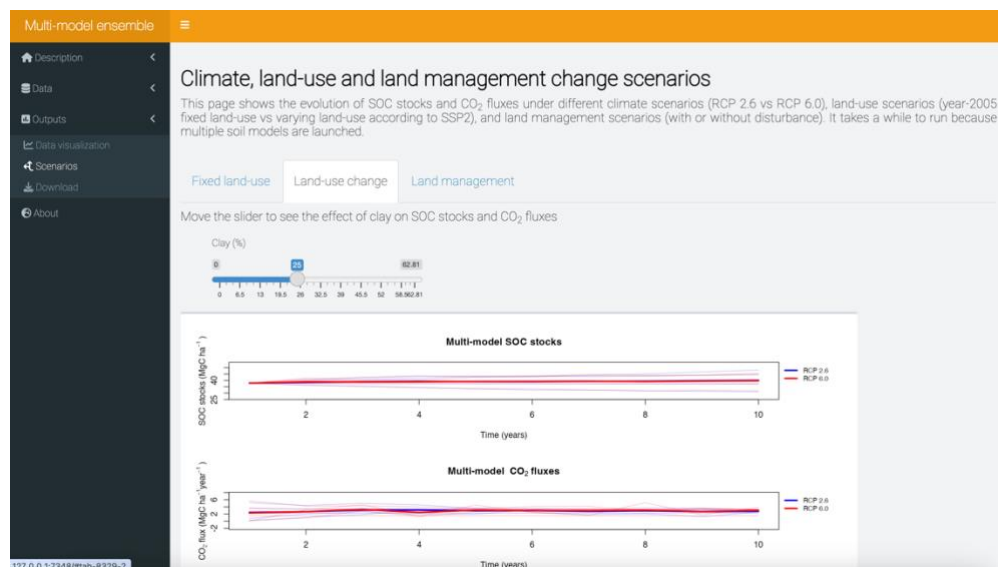 Multi-model ensemble
Description
Data
Outputs
Data visualization
Scenarios
Download
About
Climate, land-use and land management change scenarios
This page shows the evolution of SOC stocks and CO₂ fluxes under different climate scenarios (RCP 2.6 vs RCP 6.0), land-use scenarios (year-2005
fixed land-use vs varying land-use according to SSP2), and land management scenarios (with or without disturbance). It takes a while to run because
multiple soil models are launched.
Fixed land-use Land-use change Land management
Move the slider to see the effect of clay on SOC stocks and CO₂ fluxes
Clay (%)
0 25 62.81
0 6.5 13 19.5 26 32.5 39 45.5 52 58.5 62.81
Multi-model SOC stocks
SOC stocks (MgC ha⁻¹)
25 40
RCP 2.6
RCP 6.0
2 4 6 8 10
Time (years)
Multi-model CO₂ fluxes
CO₂ flux (MgC ha⁻¹year⁻¹)
-2 2 6
RCP 2.6
RCP 6.0
2 4 6 8 10
Time (years)